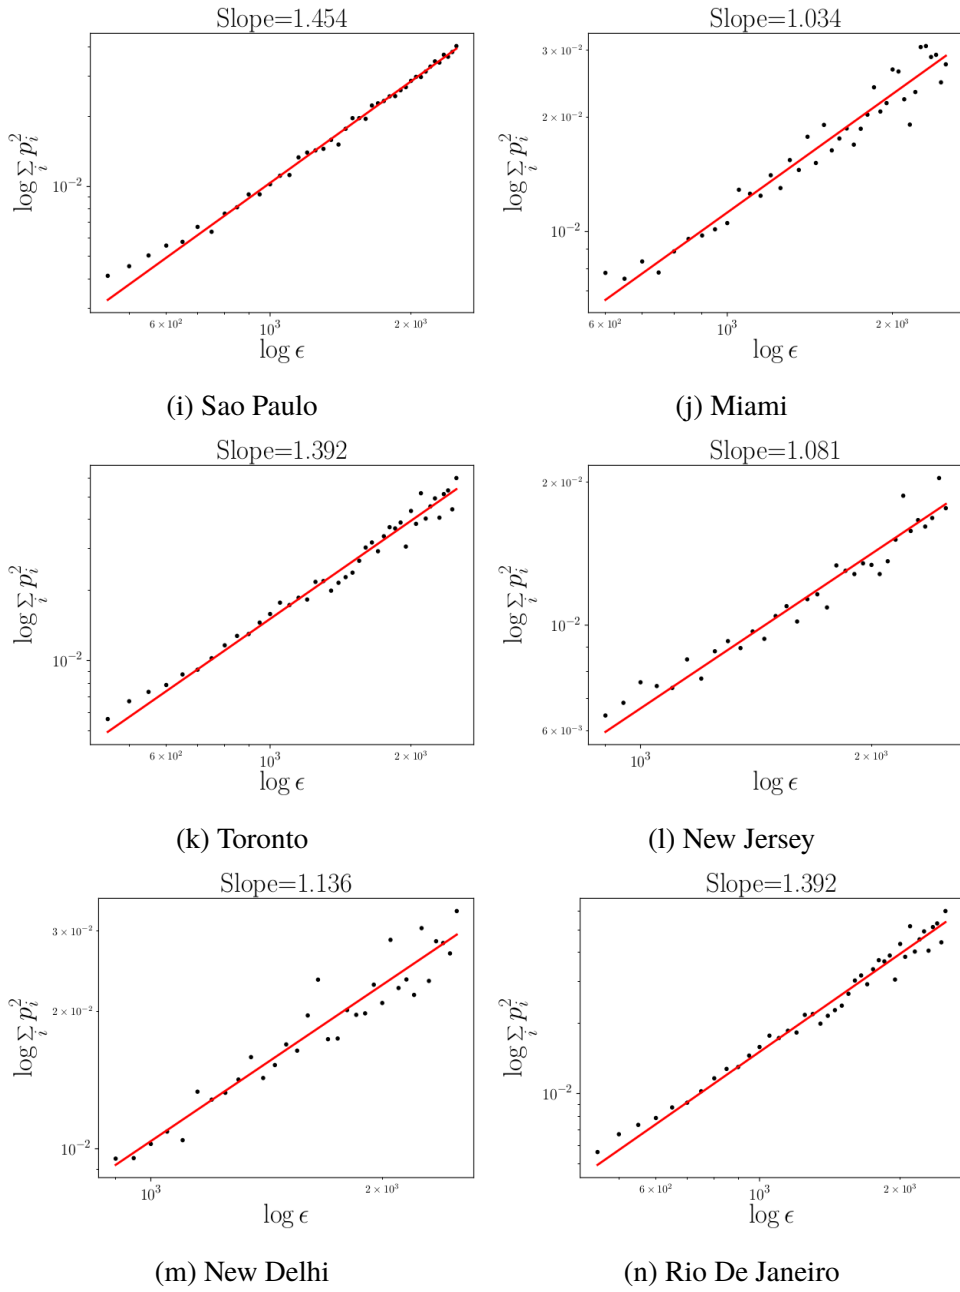 Slope=1.454
log Σ_i p_i^2
10^{-2}
6 × 10^2
10^3
2 × 10^3
log ϵ
(i) Sao Paulo
Slope=1.034
log Σ_i p_i^2
3 × 10^{-2}
2 × 10^{-2}
10^{-2}
6 × 10^2
10^3
2 × 10^3
log ϵ
(j) Miami
Slope=1.392
log Σ_i p_i^2
10^{-2}
6 × 10^2
10^3
2 × 10^3
log ϵ
(k) Toronto
Slope=1.081
log Σ_i p_i^2
2 × 10^{-2}
10^{-2}
6 × 10^{-3}
10^3
2 × 10^3
log ϵ
(l) New Jersey
Slope=1.136
log Σ_i p_i^2
3 × 10^{-2}
2 × 10^{-2}
10^{-2}
10^3
2 × 10^3
log ϵ
(m) New Delhi
Slope=1.392
log Σ_i p_i^2
10^{-2}
6 × 10^2
10^3
2 × 10^3
log ϵ
(n) Rio De Janeiro